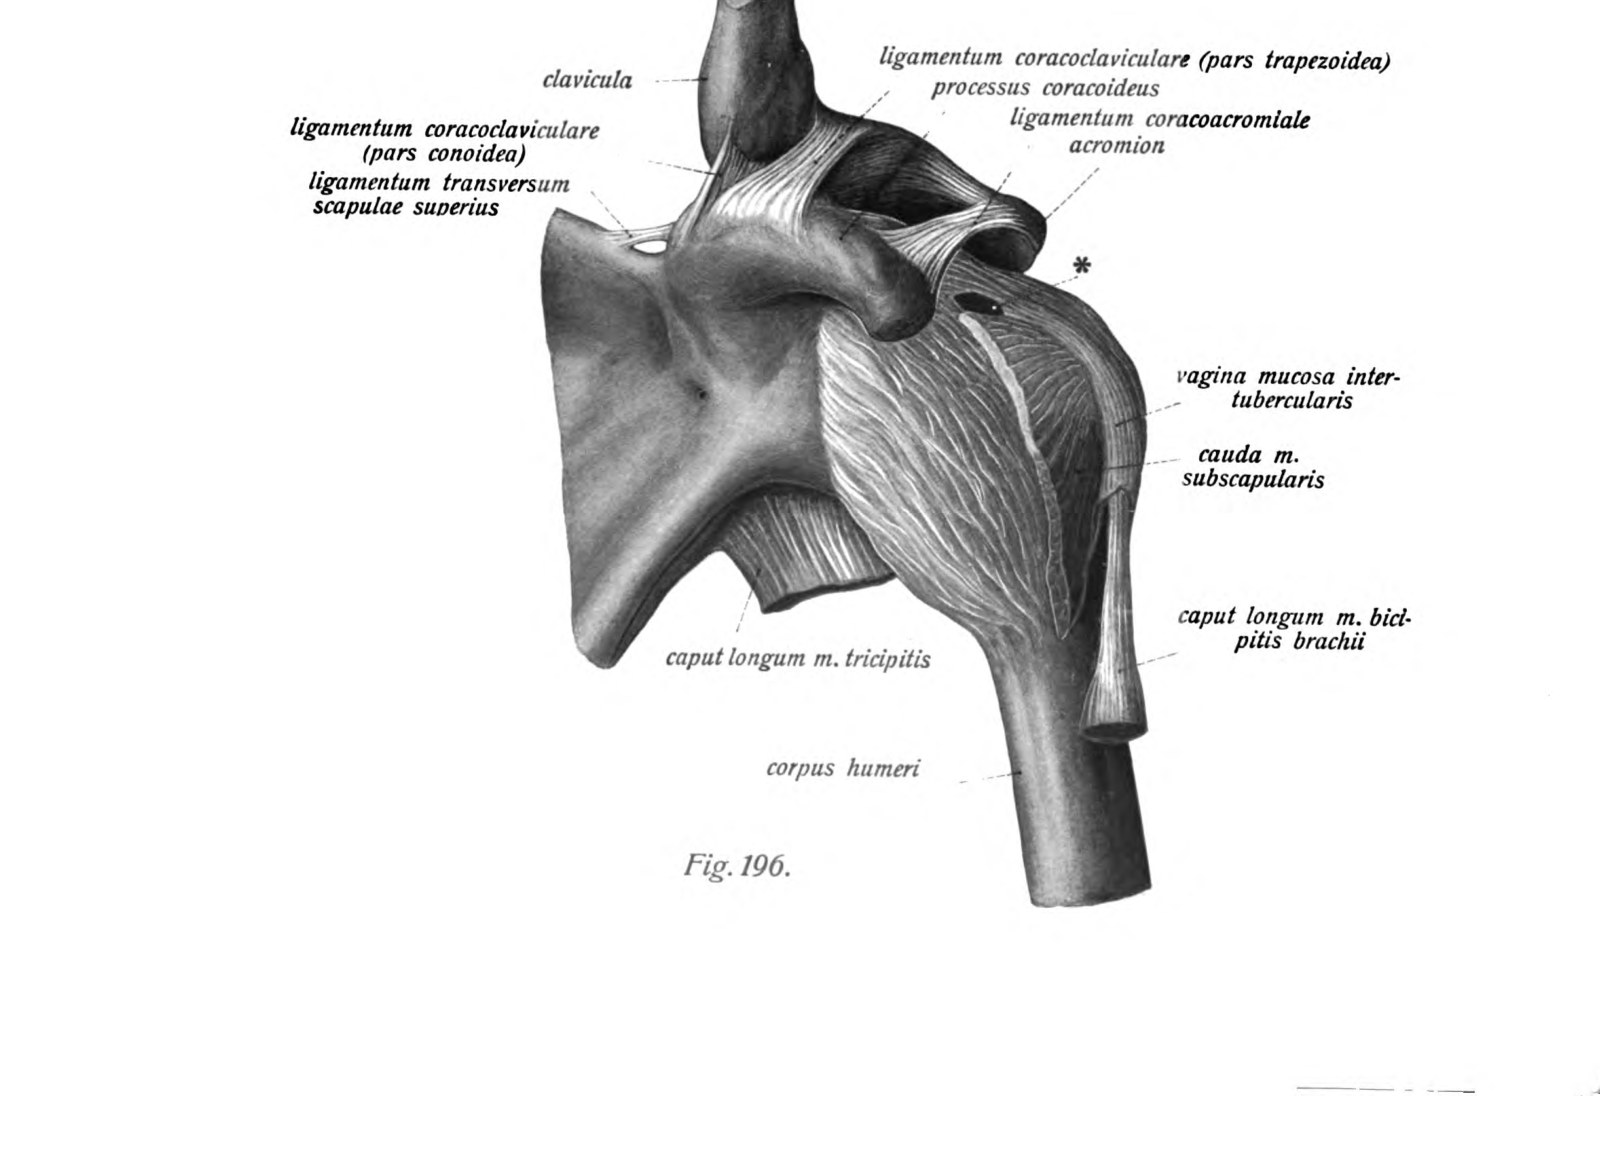 ligamentum coracoclaviculare (pars trapezoidea)
clavicula
processus coracoideus
ligamentum coracoacromiale
ligamentum coracoclaviculare
(pars conoidea)
acromion
ligamentum transversum
scapulae superius
*
vagina mucosa inter-
tubercularis
cauda m.
subscapularis
caput longum m. bici-
pitis brachii
caput longum m. tricipitis
corpus humeri
Fig. 196.